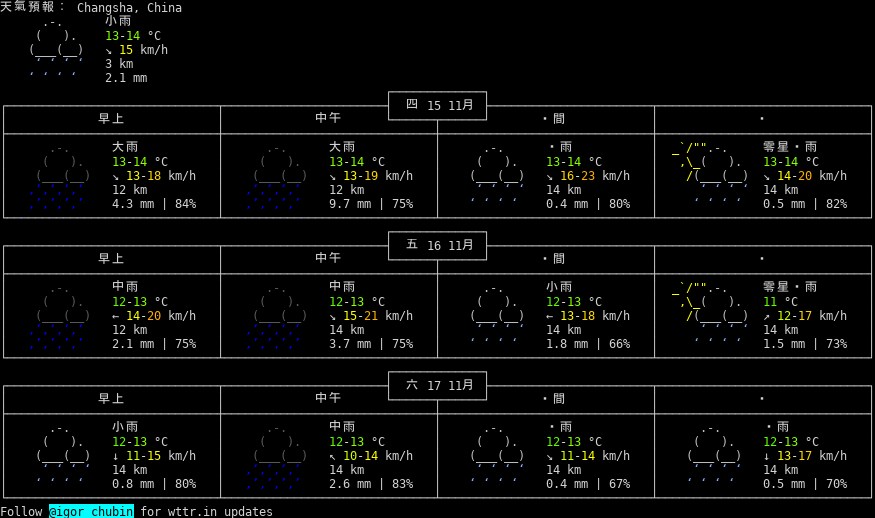 天氣預報： Changsha, China
小雨
13-14 °C
↘ 15 km/h
3 km
2.1 mm
四 15 11月
早上 中午 ・間 ・
大雨 大雨 ・雨 零星・雨
13-14 °C 13-14 °C 13-14 °C 13-14 °C
↘ 13-18 km/h ↘ 13-19 km/h ↘ 16-23 km/h ↘ 14-20 km/h
12 km 12 km 14 km 14 km
4.3 mm | 84% 9.7 mm | 75% 0.4 mm | 80% 0.5 mm | 82%
五 16 11月
早上 中午 ・間 ・
中雨 中雨 小雨 零星・雨
12-13 °C 12-13 °C 12-13 °C 11 °C
← 14-20 km/h ↘ 15-21 km/h ← 13-18 km/h ↗ 12-17 km/h
12 km 14 km 14 km 14 km
2.1 mm | 75% 3.7 mm | 75% 1.8 mm | 66% 1.5 mm | 73%
六 17 11月
早上 中午 ・間 ・
小雨 中雨 ・雨 ・雨
12-13 °C 12-13 °C 12-13 °C 12-13 °C
↓ 11-15 km/h ↖ 10-14 km/h ↘ 11-14 km/h ↓ 13-17 km/h
14 km 14 km 14 km 14 km
0.8 mm | 80% 2.6 mm | 83% 0.4 mm | 67% 0.5 mm | 70%
Follow @igor_chubin for wttr.in updates